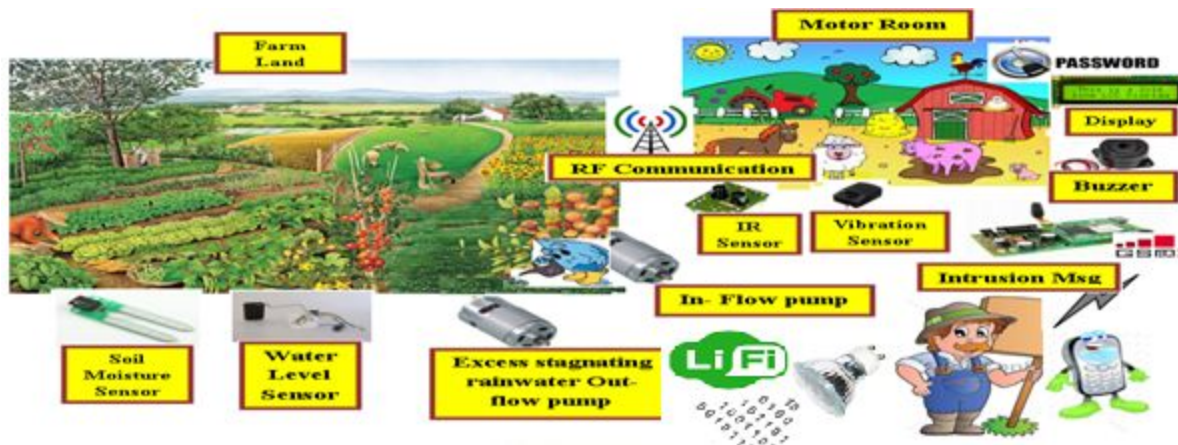 Farm
Land
Motor Room
PASSWORD
Display
RF Communication
Buzzer
IR
Sensor
Vibration
Sensor
GSM
Intrusion Msg
In- Flow pump
Soil
Moisture
Sensor
Water
Level
Sensor
Excess stagnating
rainwater Out-
flow pump
LiFi